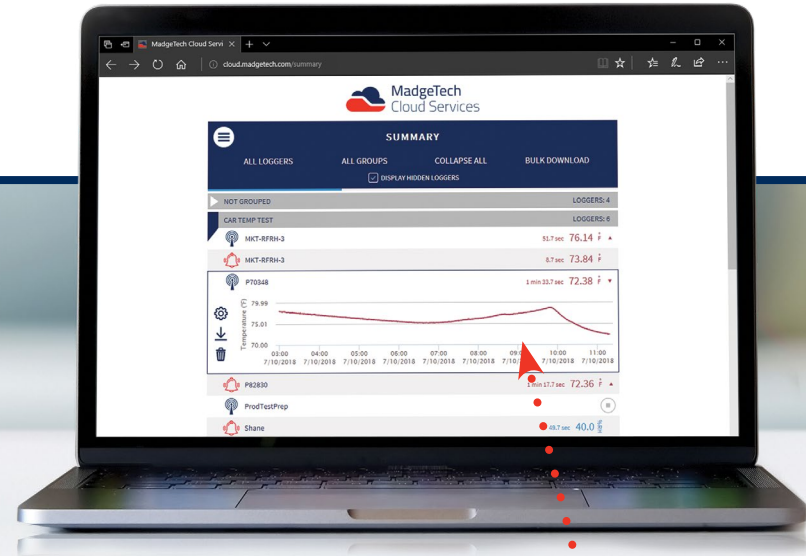 MadgeTech Cloud Servi
cloud.madgetech.com/summary
MadgeTech
Cloud Services
SUMMARY
ALL LOGGERS ALL GROUPS COLLAPSE ALL BULK DOWNLOAD
DISPLAY HIDDEN LOGGERS
NOT GROUPED LOGGERS: 4
CAR TEMP TEST LOGGERS: 6
MKT-RFRH-3 51.7 sec 76.14 °F
MKT-RFRH-3 8.7 sec 73.84 °F
P70348 1 min 33.7 sec 72.38 °F
Temperature (°F)
79.99
75.01
70.00
03:00 04:00 05:00 06:00 07:00 08:00 10:00 11:00
7/10/2018 7/10/2018 7/10/2018 7/10/2018 7/10/2018 7/10/2018 7/10/2018 7/10/2018
P82830 1 min 17.7 sec 72.36 °F
ProdTestPrep
Shane 49.7 sec 40.0